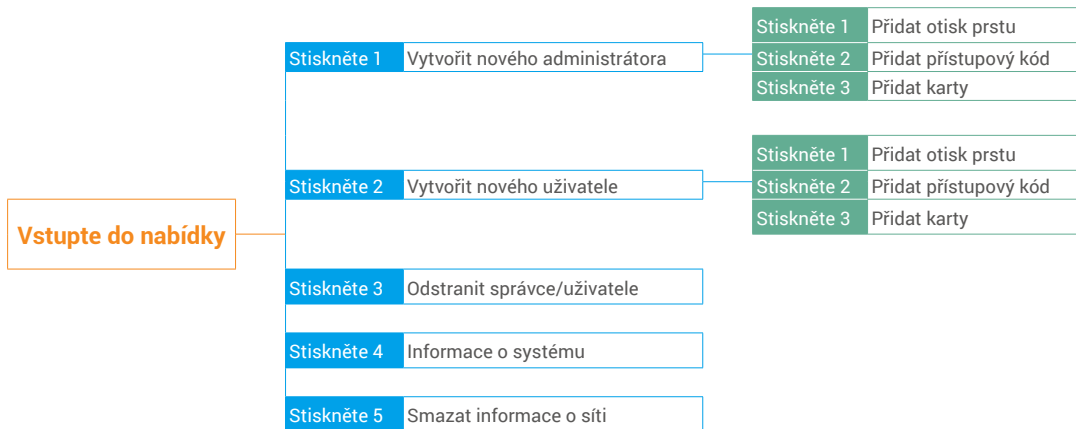 Vstupte do nabídky
Stiskněte 1 Vytvořit nového administrátora
Stiskněte 1 Přidat otisk prstu
Stiskněte 2 Přidat přístupový kód
Stiskněte 3 Přidat karty
Stiskněte 2 Vytvořit nového uživatele
Stiskněte 1 Přidat otisk prstu
Stiskněte 2 Přidat přístupový kód
Stiskněte 3 Přidat karty
Stiskněte 3 Odstranit správce/uživatele
Stiskněte 4 Informace o systému
Stiskněte 5 Smazat informace o síti